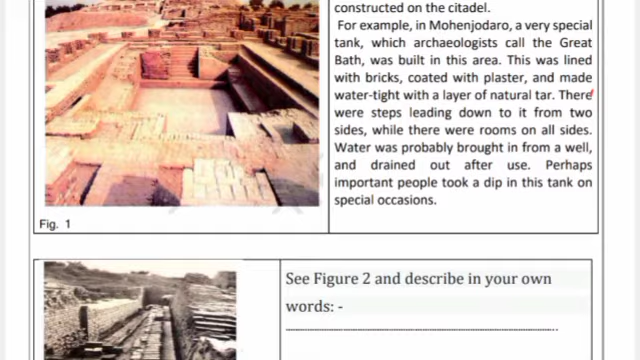 constructed on the citadel.
For example, in Mohenjodaro, a very special
tank, which archaeologists call the Great
Bath, was built in this area. This was lined
with bricks, coated with plaster, and made
water-tight with a layer of natural tar. There
were steps leading down to it from two
sides, while there were rooms on all sides.
Water was probably brought in from a well,
and drained out after use. Perhaps
important people took a dip in this tank on
special occasions.
Fig. 1
See Figure 2 and describe in your own
words: -